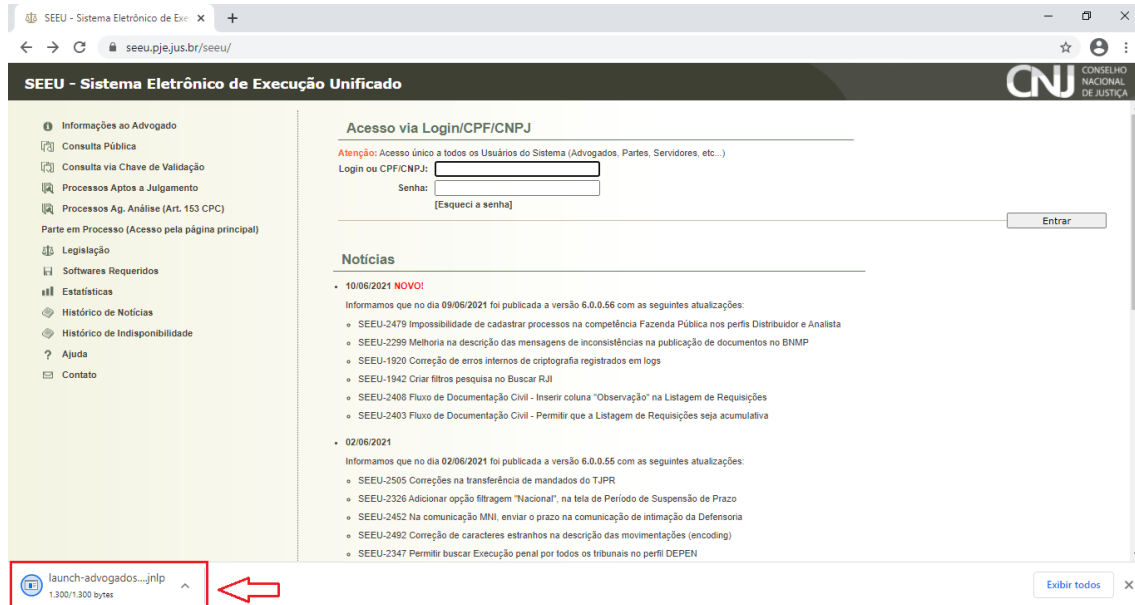 SEEU - Sistema Eletrônico de Exe
seeu.pje.jus.br/seeu/
SEEU - Sistema Eletrônico de Execução Unificado
CNJ CONSELHO
NACIONAL
DE JUSTIÇA
Informações ao Advogado
Consulta Pública
Consulta via Chave de Validação
Processos Aptos a Julgamento
Processos Ag. Análise (Art. 153 CPC)
Parte em Processo (Acesso pela página principal)
Legislação
Softwares Requeridos
Estatísticas
Histórico de Notícias
Histórico de Indisponibilidade
Ajuda
Contato
Acesso via Login/CPF/CNPJ
Atenção: Acesso único a todos os Usuários do Sistema (Advogados, Partes, Servidores, etc...)
Login ou CPF/CNPJ:
Senha:
[Esqueci a senha]
Entrar
Notícias
10/06/2021 NOVO!
Informamos que no dia 09/06/2021 foi publicada a versão 6.0.0.56 com as seguintes atualizações:
SEEU-2479 Impossibilidade de cadastrar processos na competência Fazenda Pública nos perfis Distribuidor e Analista
SEEU-2299 Melhoria na descrição das mensagens de inconsistências na publicação de documentos no BNMP
SEEU-1920 Correção de erros internos de criptografia registrados em logs
SEEU-1942 Criar filtros pesquisa no Buscar RJI
SEEU-2408 Fluxo de Documentação Civil - Inserir coluna "Observação" na Listagem de Requisições
SEEU-2403 Fluxo de Documentação Civil - Permitir que a Listagem de Requisições seja acumulativa
02/06/2021
Informamos que no dia 02/06/2021 foi publicada a versão 6.0.0.55 com as seguintes atualizações:
SEEU-2505 Correções na transferência de mandados do TJPR
SEEU-2326 Adicionar opção filtragem "Nacional", na tela de Período de Suspensão de Prazo
SEEU-2452 Na comunicação MNI, enviar o prazo na comunicação de intimação da Defensoria
SEEU-2492 Correção de caracteres estranhos na descrição das movimentações (encoding)
SEEU-2347 Permitir buscar Execução penal por todos os tribunais no perfil DEPEN
launch-advogados....jnlp
1.300/1.300 bytes
Exibir todos